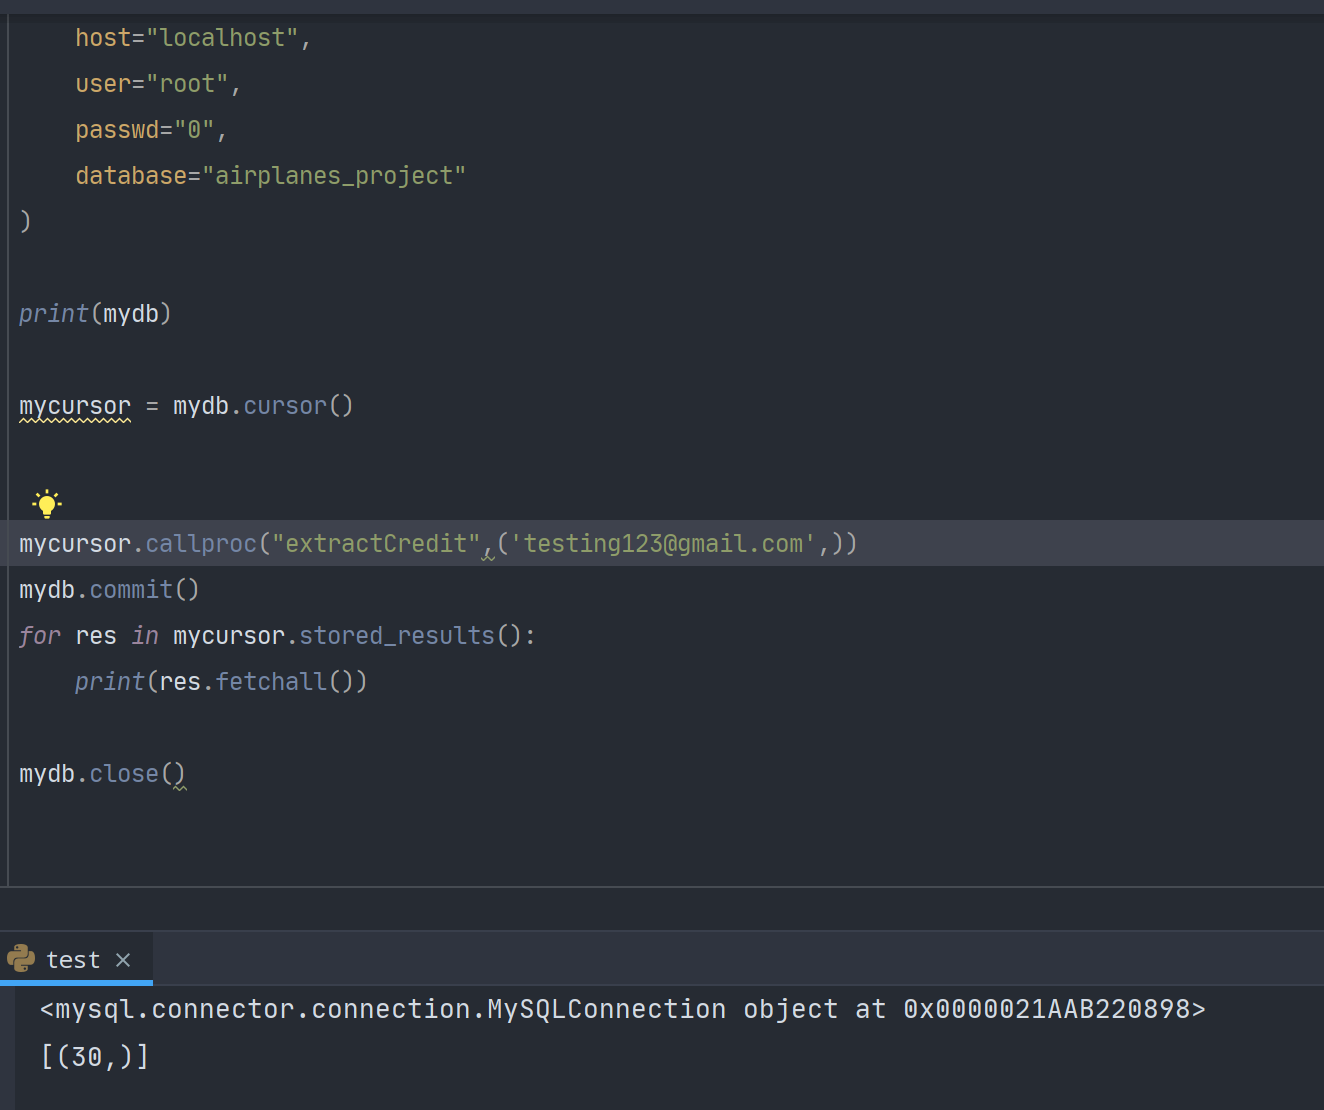 host="localhost",
user="root",
passwd="0",
database="airplanes_project"
)
print(mydb)
mycursor = mydb.cursor()
mycursor.callproc("extractCredit",('testing123@gmail.com',))
mydb.commit()
for res in mycursor.stored_results():
print(res.fetchall())
mydb.close()
test ×
<mysql.connector.connection.MySQLConnection object at 0x0000021AAB220898>
[(30,)]